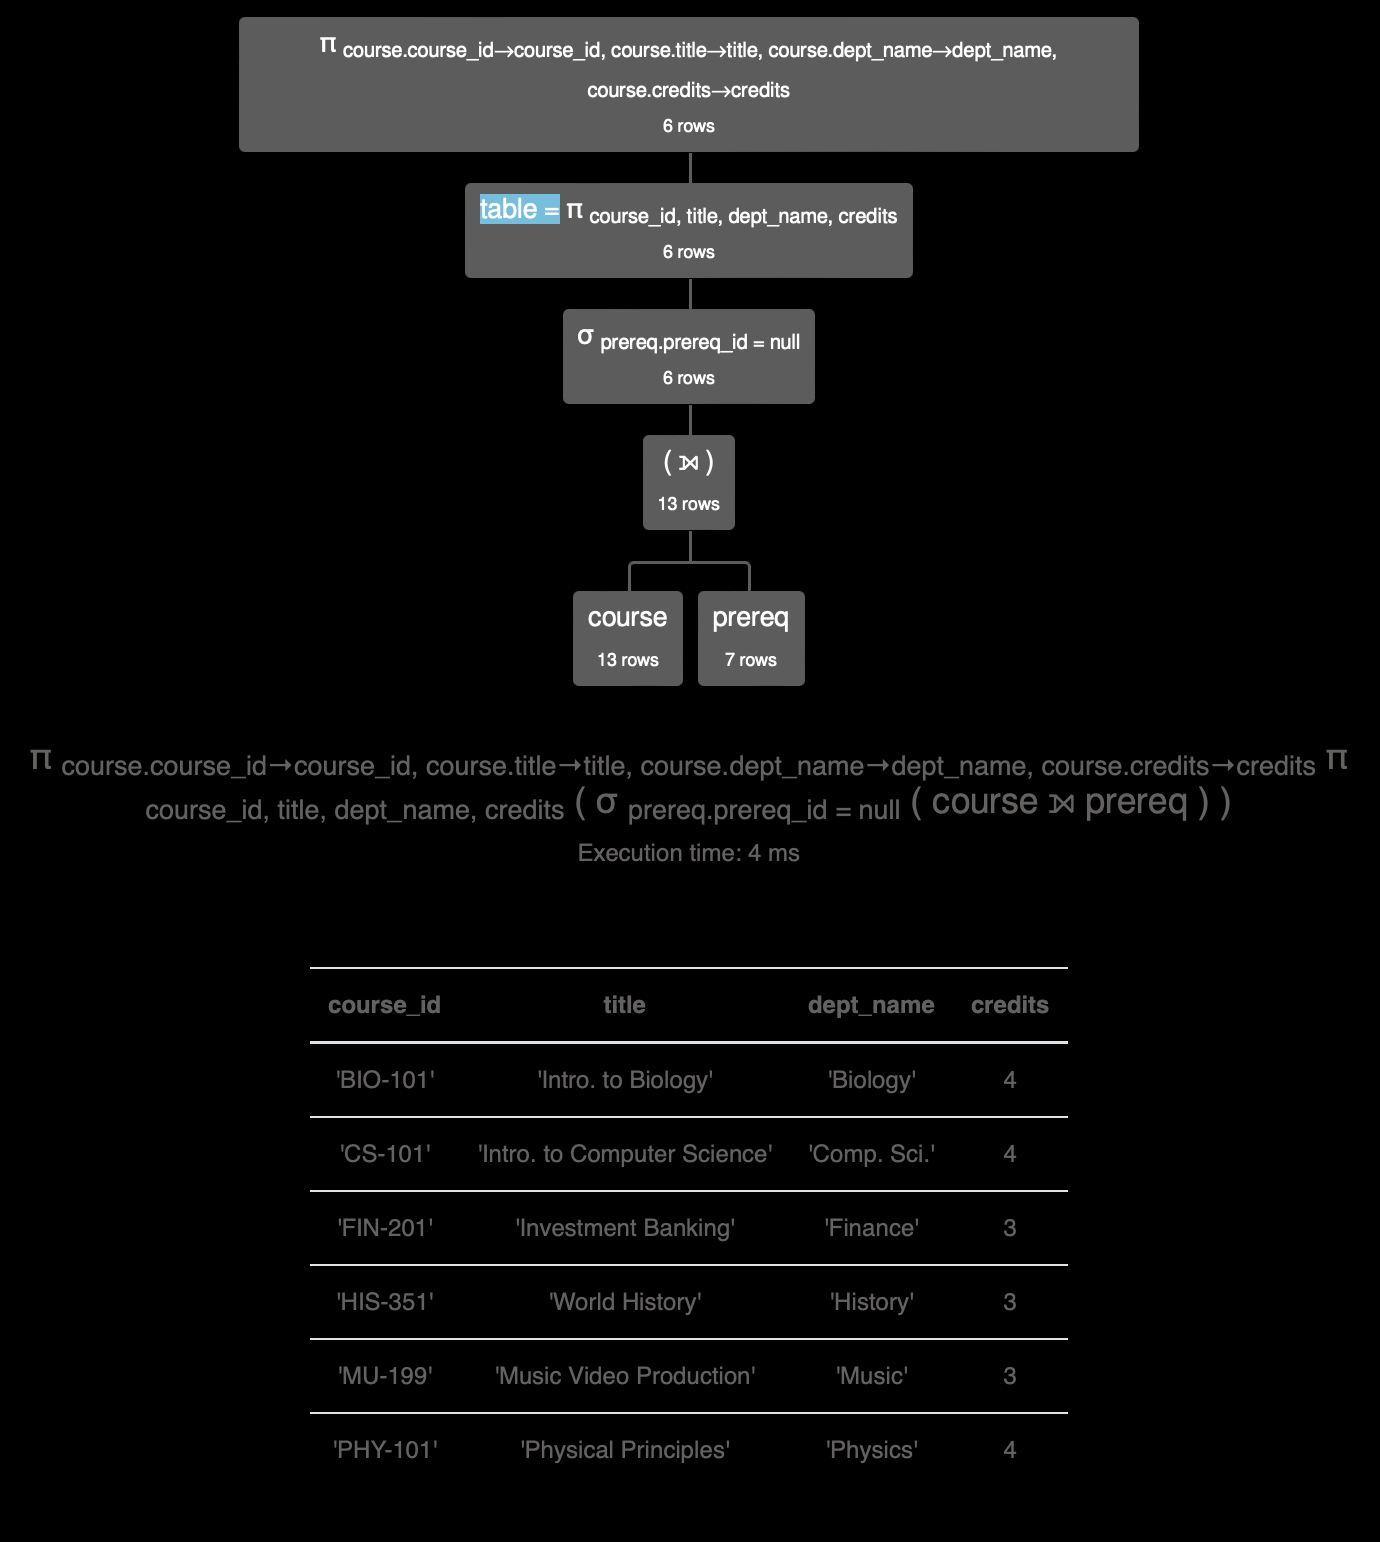 π course.course_id→course_id, course.title→title, course.dept_name→dept_name,
course.credits→credits
6 rows
table = π course_id, title, dept_name, credits
6 rows
σ prereq.prereq_id = null
6 rows
( ⟕ )
13 rows
course prereq
13 rows 7 rows
π course.course_id→course_id, course.title→title, course.dept_name→dept_name, course.credits→credits π
course_id, title, dept_name, credits ( σ prereq.prereq_id = null ( course ⟕ prereq ) )
Execution time: 4 ms
course_id title dept_name credits
'BIO-101' 'Intro. to Biology' 'Biology' 4
'CS-101' 'Intro. to Computer Science' 'Comp. Sci.' 4
'FIN-201' 'Investment Banking' 'Finance' 3
'HIS-351' 'World History' 'History' 3
'MU-199' 'Music Video Production' 'Music' 3
'PHY-101' 'Physical Principles' 'Physics' 4